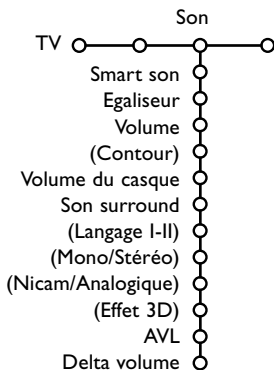 Son
TV
Smart son
Egaliseur
Volume
(Contour)
Volume du casque
Son surround
(Langage I-II)
(Mono/Stéréo)
(Nicam/Analogique)
(Effet 3D)
AVL
Delta volume